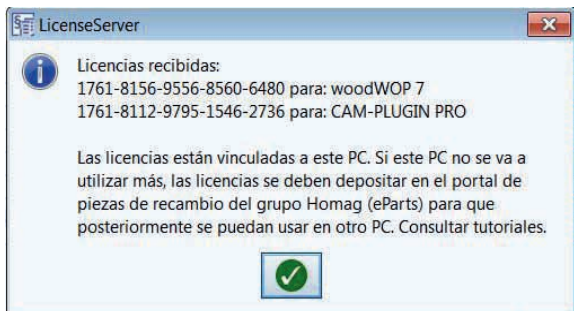 LicenseServer
Licencias recibidas:
1761-8156-9556-8560-6480 para: woodWOP 7
1761-8112-9795-1546-2736 para: CAM-PLUGIN PRO
Las licencias están vinculadas a este PC. Si este PC no se va a
utilizar más, las licencias se deben depositar en el portal de
piezas de recambio del grupo Homag (eParts) para que
posteriormente se puedan usar en otro PC. Consultar tutoriales.